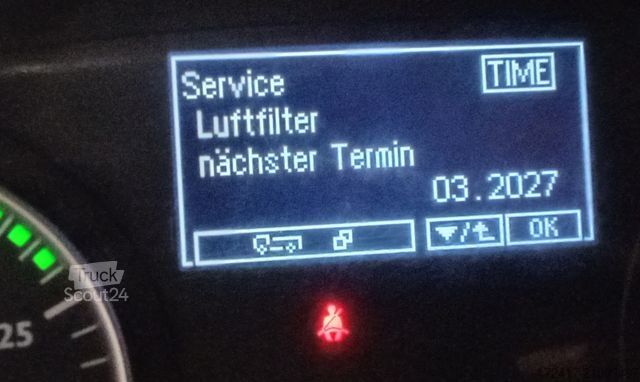 Service TIME
Luftfilter
nächster Termin
03.2027
OK
Truck
Scout24
25